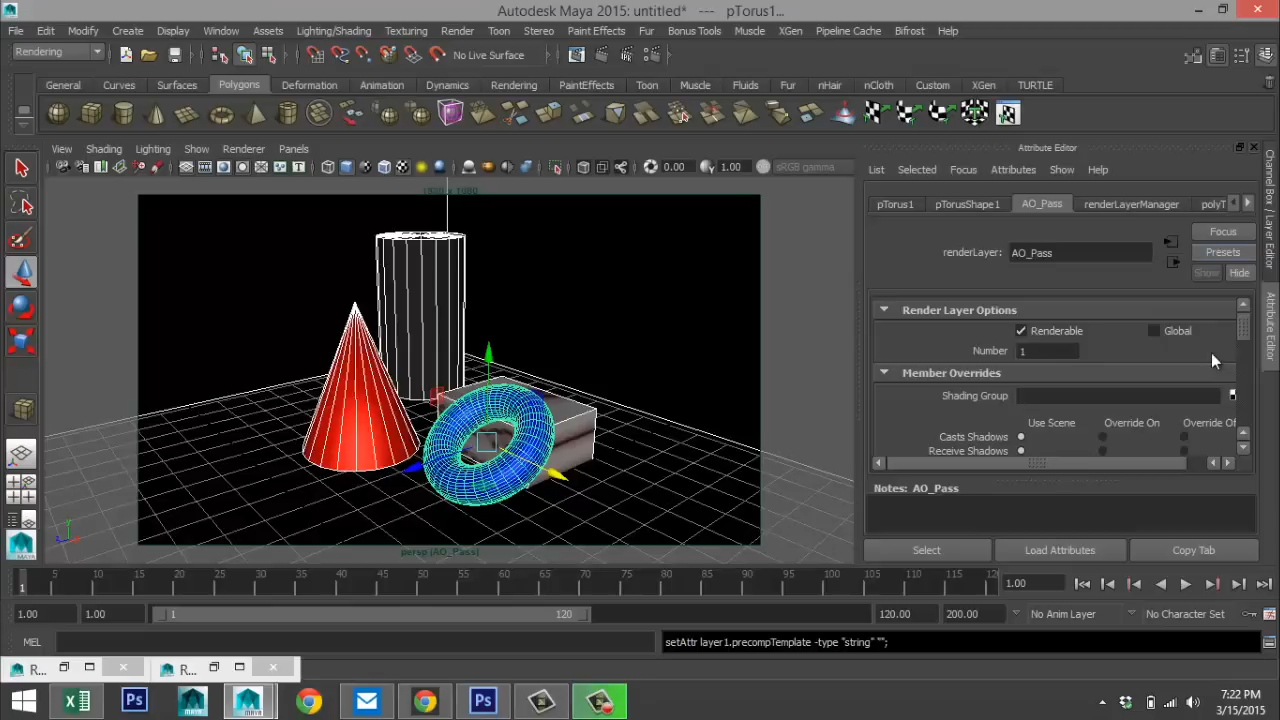 Autodesk Maya 2015: untitled* --- pTorus1...
File Edit Modify Create Display Window Assets Lighting/Shading Texturing Render Toon Stereo Paint Effects Fur Bonus Tools Muscle XGen Pipeline Cache Bifrost Help
Rendering No Live Surface
General Curves Surfaces Polygons Deformation Animation Dynamics Rendering PaintEffects Toon Muscle Fluids Fur nHair nCloth Custom XGen TURTLE
View Shading Lighting Show Renderer Panels
Attribute Editor
List Selected Focus Attributes Show Help
0.00 1.00 sRGB gamma
pTorus1 pTorusShape1 AO_Pass renderLayerManager polyT
Focus
renderLayer: AO_Pass Presets
Show Hide
Render Layer Options
Renderable Global
Number 1
Member Overrides
Shading Group
Use Scene Override On Override Of
Casts Shadows
Receive Shadows
Notes: AO_Pass
Select Load Attributes Copy Tab
persp (AO_Pass)
Channel Box / Layer Editor
Attribute Editor
1 5 10 15 20 25 30 35 40 45 50 55 60 65 70 75 80 85 90 95 100 105 110 115 12 1.00
1.00 1.00 1 120 120.00 200.00 No Anim Layer No Character Set
MEL setAttr layer1.precompTemplate -type "string" "";
R... R...
7:22 PM
3/15/2015